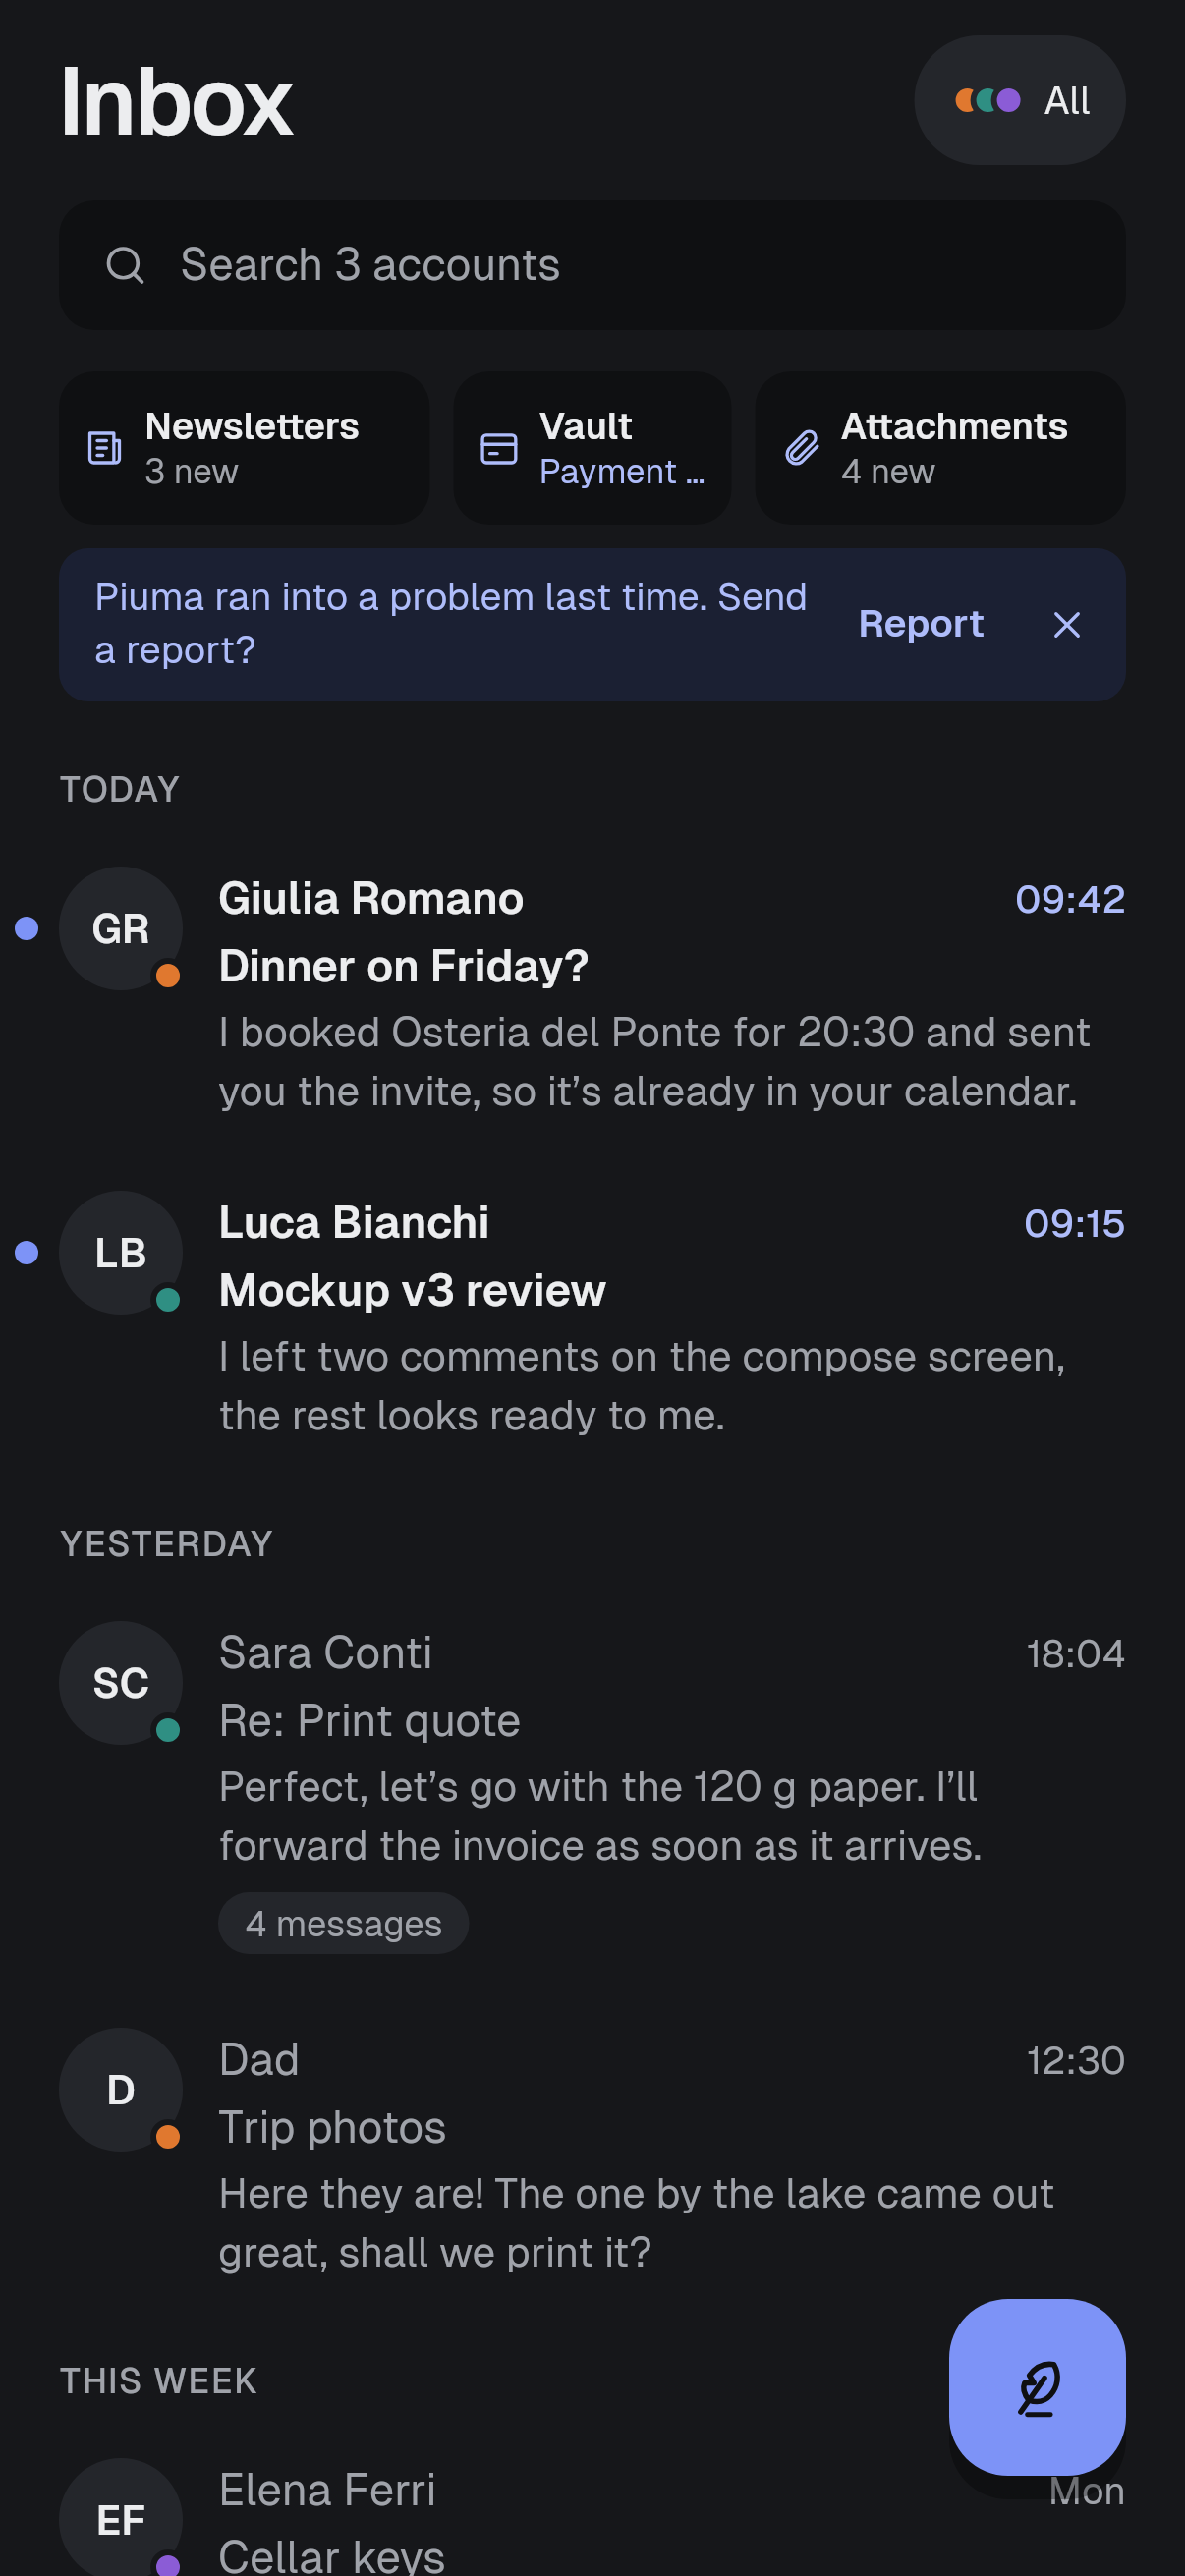 Inbox
All
Search 3 accounts
Newsletters
3 new
Vault
Payment ...
Attachments
4 new
Piuma ran into a problem last time. Send
a report?
Report
TODAY
GR
Giulia Romano
09:42
Dinner on Friday?
I booked Osteria del Ponte for 20:30 and sent
you the invite, so it’s already in your calendar.
LB
Luca Bianchi
09:15
Mockup v3 review
I left two comments on the compose screen,
the rest looks ready to me.
YESTERDAY
SC
Sara Conti
18:04
Re: Print quote
Perfect, let’s go with the 120 g paper. I’ll
forward the invoice as soon as it arrives.
4 messages
D
Dad
12:30
Trip photos
Here they are! The one by the lake came out
great, shall we print it?
THIS WEEK
EF
Elena Ferri
Mon
Cellar keys